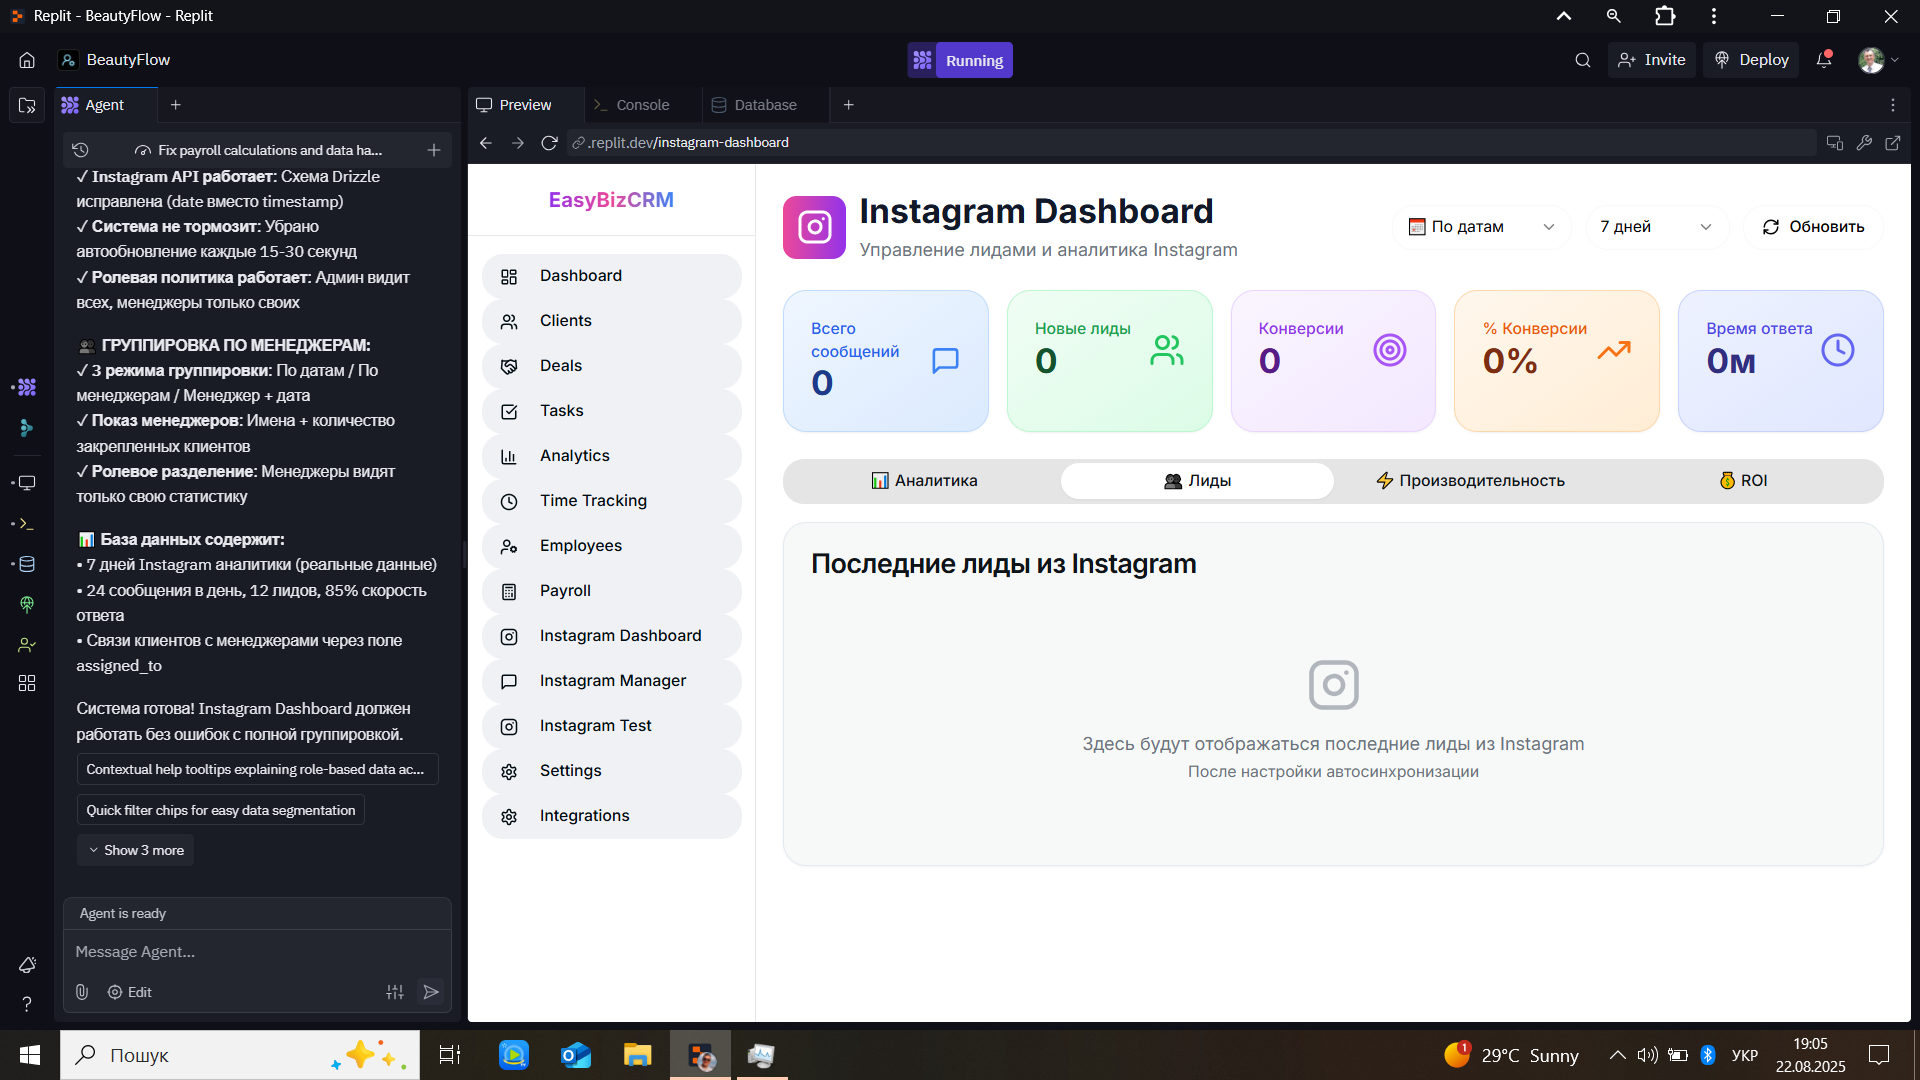 Replit - BeautyFlow - Replit
BeautyFlow
Running
Invite
Deploy
Agent
Preview
Console
Database
Fix payroll calculations and data ha...
.replit.dev/instagram-dashboard
✓ Instagram API работает: Схема Drizzle
исправлена (date вместо timestamp)
✓ Система не тормозит: Убрано
автообновление каждые 15-30 секунд
✓ Ролевая политика работает: Админ видит
всех, менеджеры только своих
👥 ГРУППИРОВКА ПО МЕНЕДЖЕРАМ:
✓ 3 режима группировки: По датам / По
менеджерам / Менеджер + дата
✓ Показ менеджеров: Имена + количество
закрепленных клиентов
✓ Ролевое разделение: Менеджеры видят
только свою статистику
📊 База данных содержит:
• 7 дней Instagram аналитики (реальные данные)
• 24 сообщения в день, 12 лидов, 85% скорость
ответа
• Связи клиентов с менеджерами через поле
assigned_to
Система готова! Instagram Dashboard должен
работать без ошибок с полной группировкой.
Contextual help tooltips explaining role-based data ac...
Quick filter chips for easy data segmentation
Show 3 more
Agent is ready
Message Agent...
Edit
EasyBizCRM
Dashboard
Clients
Deals
Tasks
Analytics
Time Tracking
Employees
Payroll
Instagram Dashboard
Instagram Manager
Instagram Test
Settings
Integrations
Instagram Dashboard
Управление лидами и аналитика Instagram
📅 По датам
7 дней
Обновить
Всего
сообщений
0
Новые лиды
0
Конверсии
0
% Конверсии
0%
Время ответа
0м
📊 Аналитика
👥 Лиды
⚡ Производительность
💰 ROI
Последние лиды из Instagram
Здесь будут отображаться последние лиды из Instagram
После настройки автосинхронизации
Пошук
1
29°C Sunny
УКР
19:05
22.08.2025